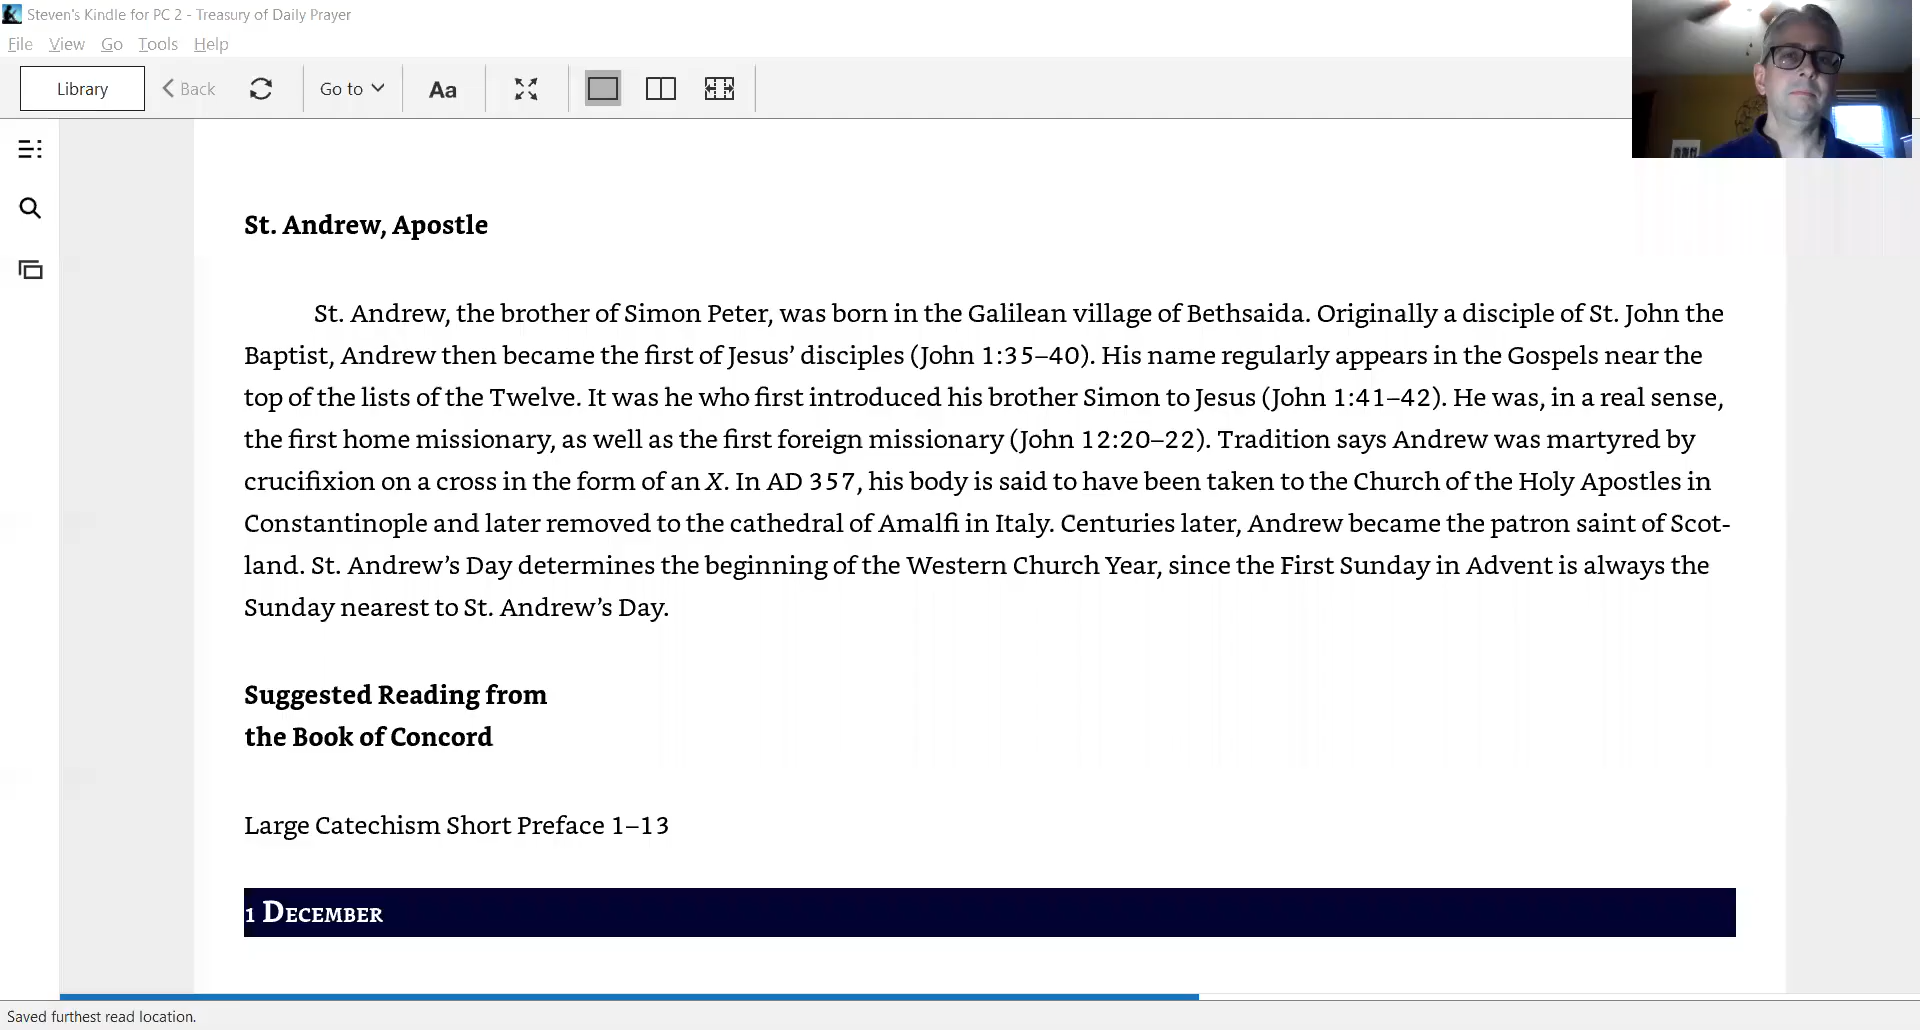 Steven's Kindle for PC 2 - Treasury of Daily Prayer
File View Go Tools Help
Library Back Go to Aa
St. Andrew, Apostle
St. Andrew, the brother of Simon Peter, was born in the Galilean village of Bethsaida. Originally a disciple of St. John the
Baptist, Andrew then became the first of Jesus’ disciples (John 1:35–40). His name regularly appears in the Gospels near the
top of the lists of the Twelve. It was he who first introduced his brother Simon to Jesus (John 1:41–42). He was, in a real sense,
the first home missionary, as well as the first foreign missionary (John 12:20–22). Tradition says Andrew was martyred by
crucifixion on a cross in the form of an X. In AD 357, his body is said to have been taken to the Church of the Holy Apostles in
Constantinople and later removed to the cathedral of Amalfi in Italy. Centuries later, Andrew became the patron saint of Scot-
land. St. Andrew’s Day determines the beginning of the Western Church Year, since the First Sunday in Advent is always the
Sunday nearest to St. Andrew’s Day.
Suggested Reading from
the Book of Concord
Large Catechism Short Preface 1–13
1 December
Saved furthest read location.